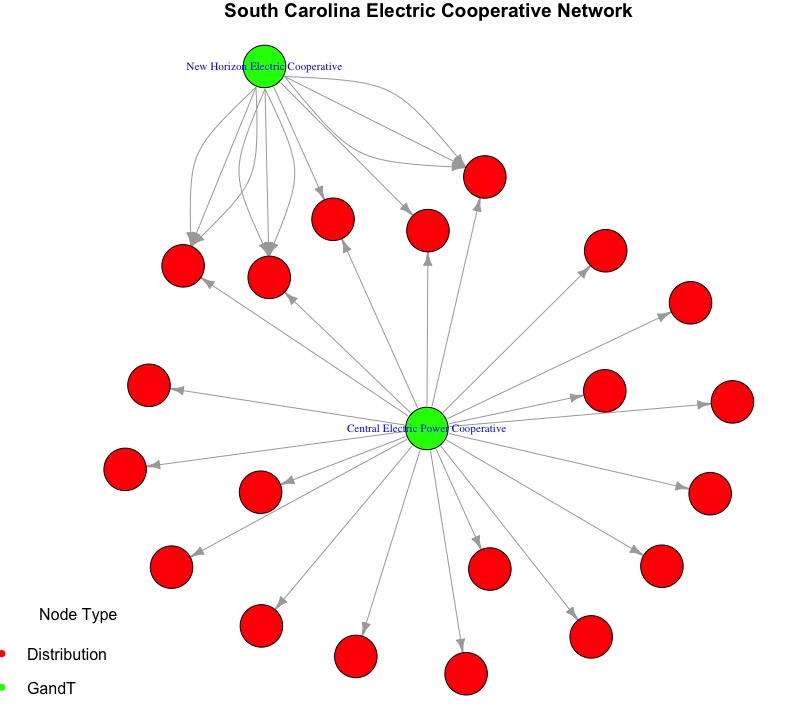 South Carolina Electric Cooperative Network
New Horizon Electric Cooperative
Central Electric Power Cooperative
Node Type
Distribution
GandT